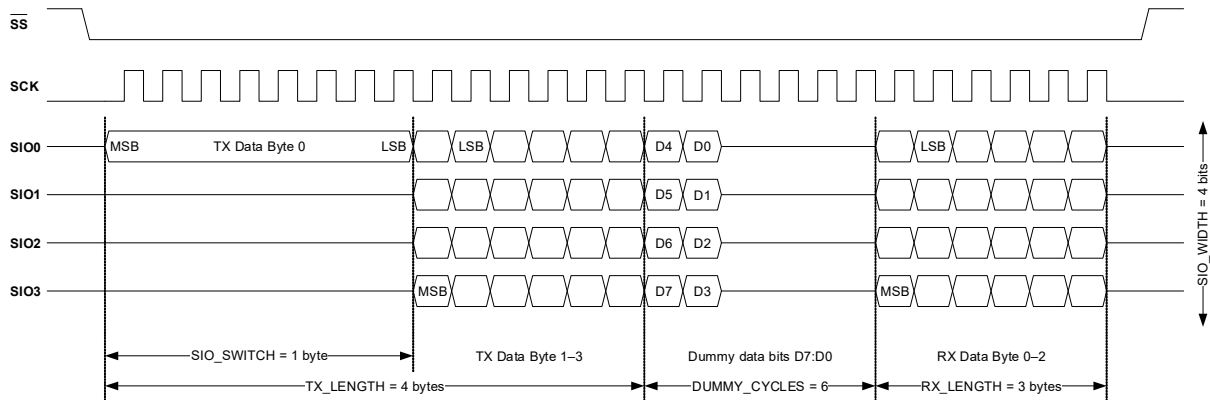 SS
SCK
SIO0 MSB TX Data Byte 0 LSB LSB D4 D0 LSB
SIO1 D5 D1
SIO2 D6 D2
SIO3 MSB D7 D3 MSB
SIO_WIDTH = 4 bits
SIO_SWITCH = 1 byte TX Data Byte 1–3 Dummy data bits D7:D0 RX Data Byte 0–2
TX_LENGTH = 4 bytes DUMMY_CYCLES = 6 RX_LENGTH = 3 bytes